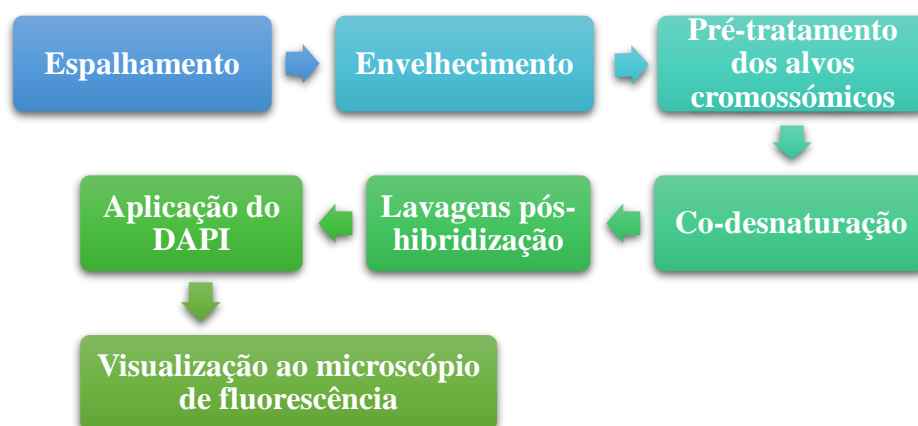 Espalhamento
Envelhecimento
Pré-tratamento
dos alvos
cromossómicos
Co-desnaturação
Lavagens pós-
hibridização
Aplicação do
DAPI
Visualização ao microscópio
de fluorescência